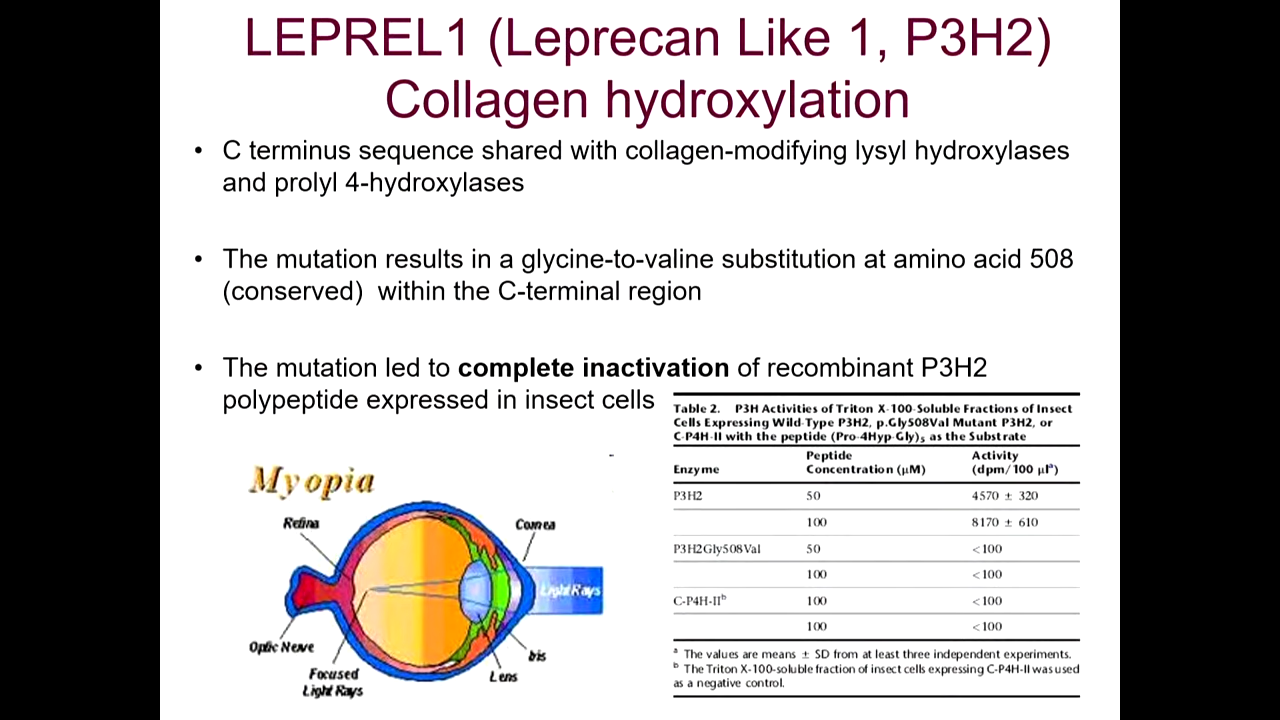 LEPREL1 (Leprecan Like 1, P3H2)
Collagen hydroxylation
• C terminus sequence shared with collagen-modifying lysyl hydroxylases
and prolyl 4-hydroxylases
• The mutation results in a glycine-to-valine substitution at amino acid 508
(conserved) within the C-terminal region
• The mutation led to complete inactivation of recombinant P3H2
polypeptide expressed in insect cells
Myopia
Retina
Cornea
Light Rays
Optic Nerve
Iris
Lens
Focused
Light Rays
Table 2. P3H Activities of Triton X-100-Soluble Fractions of Insect
Cells Expressing Wild-Type P3H2, p.Gly508Val Mutant P3H2, or
C-P4H-II with the peptide (Pro-4Hyp-Gly)5 as the Substrate
Enzyme Peptide Concentration (μM) Activity (dpm/100 μlᵃ)
P3H2 50 4570 ± 320
100 8170 ± 610
P3H2Gly508Val 50 <100
100 <100
C-P4H-IIᵇ 100 <100
100 <100
ᵃ The values are means ± SD from at least three independent experiments.
ᵇ The Triton X-100-soluble fraction of insect cells expressing C-P4H-II was used
as a negative control.